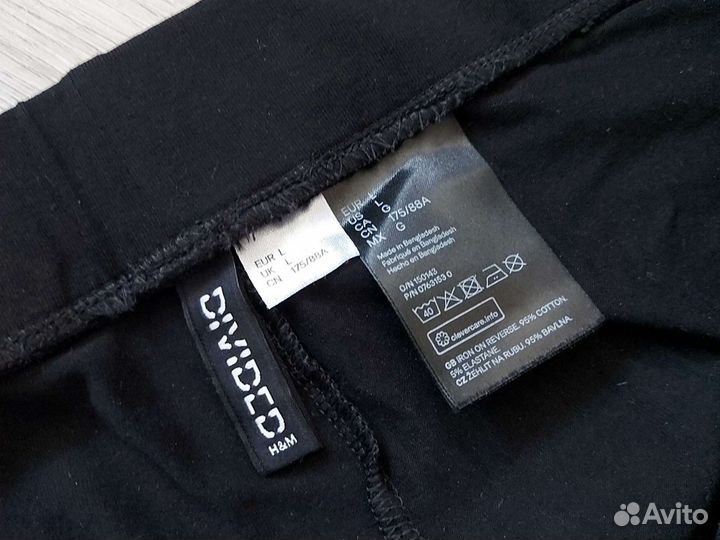 EUR L
UK L
CN 175/88A
EUR L
US L
CA G
CN 175/88A
MX G
Made in Bangladesh
Fabriqué en Bangladesh
Hecho en Bangladesh
O/N 150143
P/N 0763153 0
40
clevercare.info
GB IRON ON REVERSE. 95% COTTON.
5% ELASTANE.
CZ ŽEHLIT NA RUBU. 95% BAVLNA.
DIVIDED
H&M
Avito